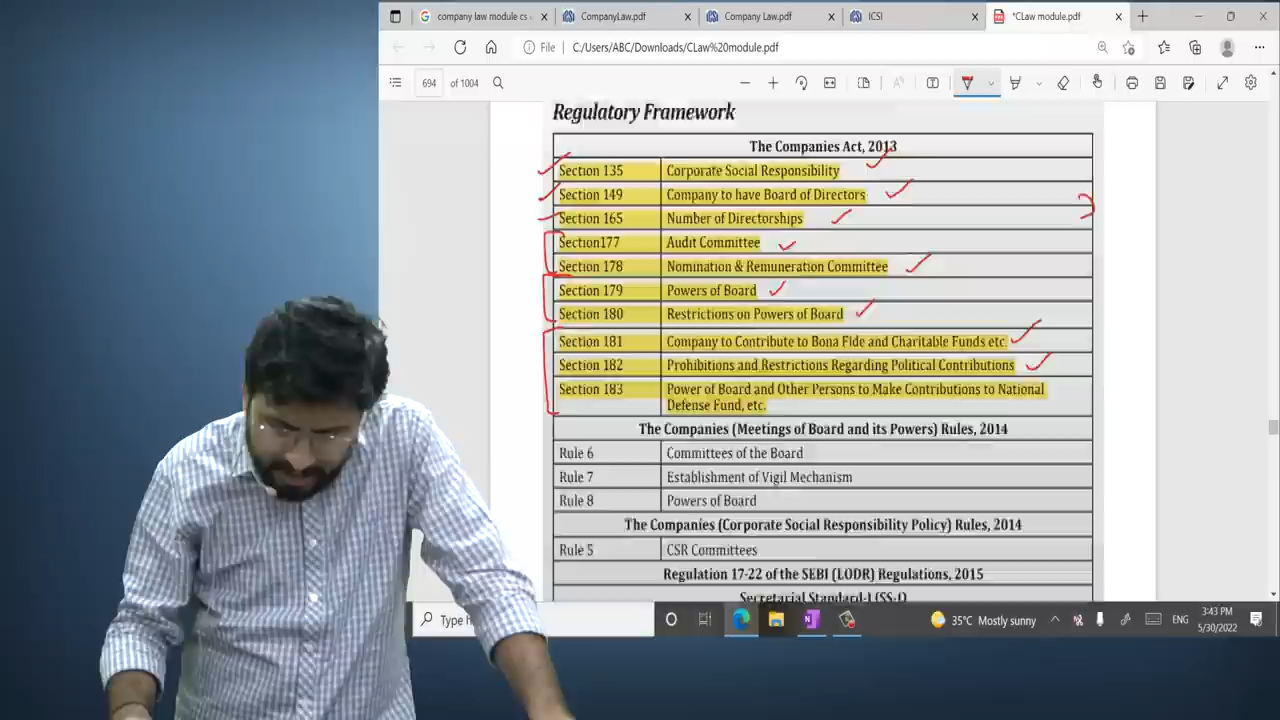 company law module cs
CompanyLaw.pdf
Company Law.pdf
ICSI
*CLaw module.pdf
File
C:/Users/ABC/Downloads/CLaw%20module.pdf
694 of 1004
Regulatory Framework
The Companies Act, 2013
Section 135 Corporate Social Responsibility
Section 149 Company to have Board of Directors
Section 165 Number of Directorships
Section177 Audit Committee
Section 178 Nomination & Remuneration Committee
Section 179 Powers of Board
Section 180 Restrictions on Powers of Board
Section 181 Company to Contribute to Bona Fide and Charitable Funds etc.
Section 182 Prohibitions and Restrictions Regarding Political Contributions
Section 183 Power of Board and Other Persons to Make Contributions to National
Defense Fund, etc.
The Companies (Meetings of Board and its Powers) Rules, 2014
Rule 6 Committees of the Board
Rule 7 Establishment of Vigil Mechanism
Rule 8 Powers of Board
The Companies (Corporate Social Responsibility Policy) Rules, 2014
Rule 5 CSR Committees
Regulation 17-22 of the SEBI (LODR) Regulations, 2015
Secretarial Standard-I (SS-I)
Type
35°C Mostly sunny
ENG
3:43 PM
5/30/2022